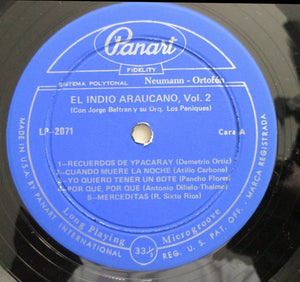 Panart
FIDELITY
SISTEMA POLYTONAL Neumann - Ortofon
EL INDIO ARAUCANO, Vol. 2
(Con Jorge Beltran y su Orq. Los Peniques)
LP-2071 Cara A
1-RECUERDOS DE YPACARAY (Demetrio Ortiz)
2-CUANDO MUERE LA NOCHE (Atilio Carbone)
3-YO QUIERO TENER UN BOTE (Pancho Flores)
4-POR QUE, POR QUE (Antonio Dillelo-Thalme)
5-MERCEDITAS (R. Sixto Rios)
Long Playing 33⅓ Microgroove
MADE IN U.S.A. BY PANART INTERNATIONAL
REG. U.S. PAT. OFF. - MARCA REGISTRADA